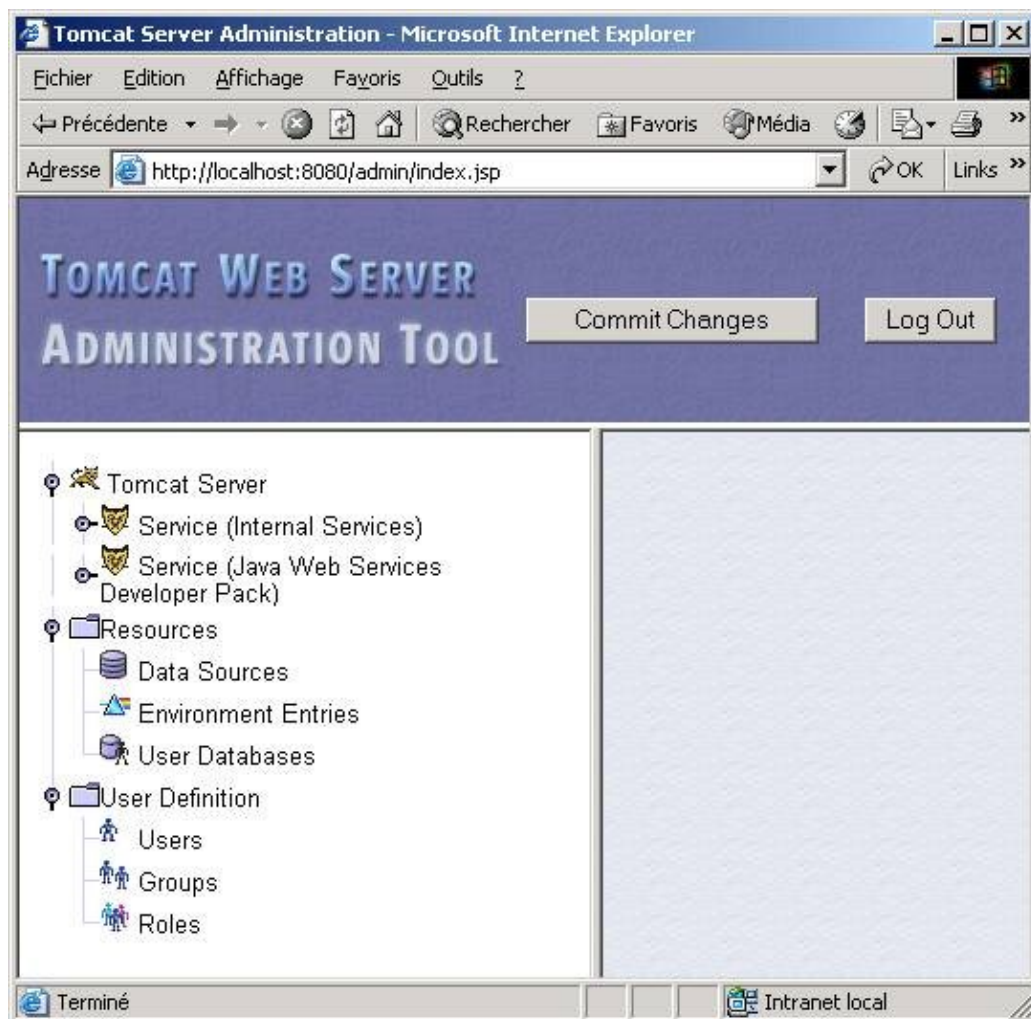 Tomcat Server Administration - Microsoft Internet Explorer
Fichier Edition Affichage Favoris Outils ?
Précédente Rechercher Favoris Média »
Adresse http://localhost:8080/admin/index.jsp OK Links »
TOMCAT WEB SERVER
ADMINISTRATION TOOL
Commit Changes Log Out
Tomcat Server
Service (Internal Services)
Service (Java Web Services
Developer Pack)
Resources
Data Sources
Environment Entries
User Databases
User Definition
Users
Groups
Roles
Terminé Intranet local